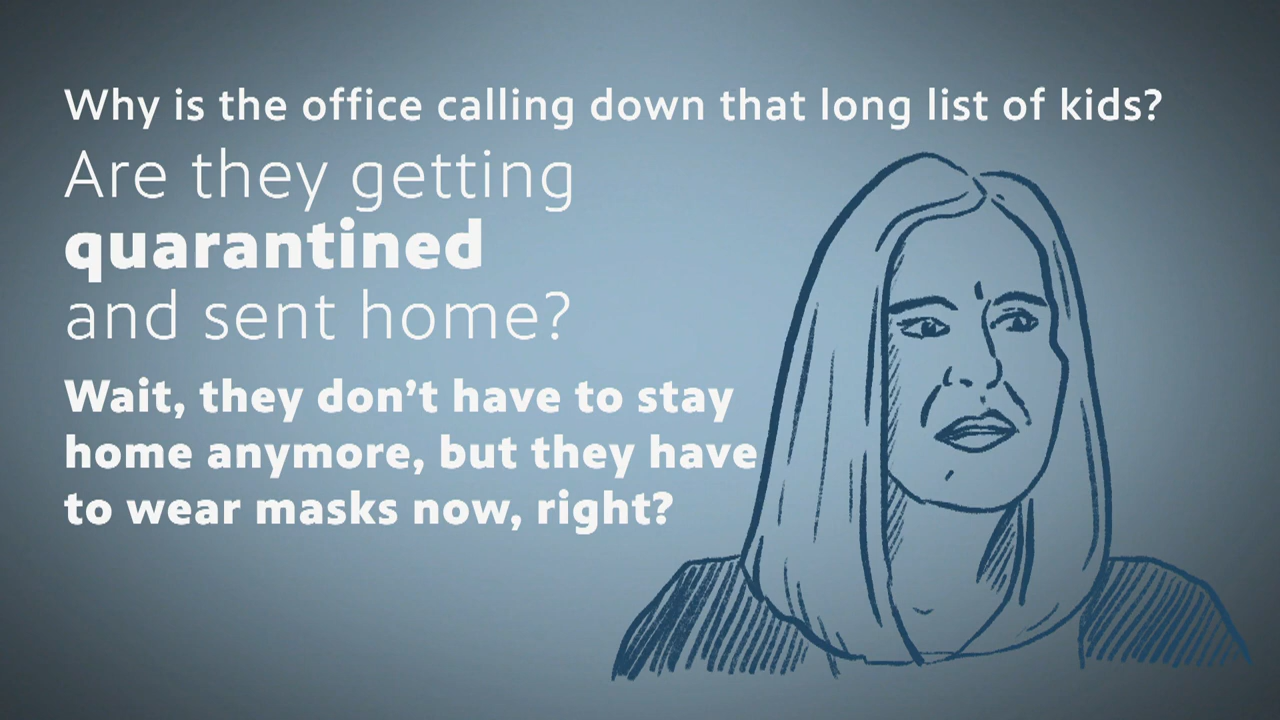 Why is the office calling down that long list of kids?
Are they getting
quarantined
and sent home?
Wait, they don't have to stay
home anymore, but they have
to wear masks now, right?